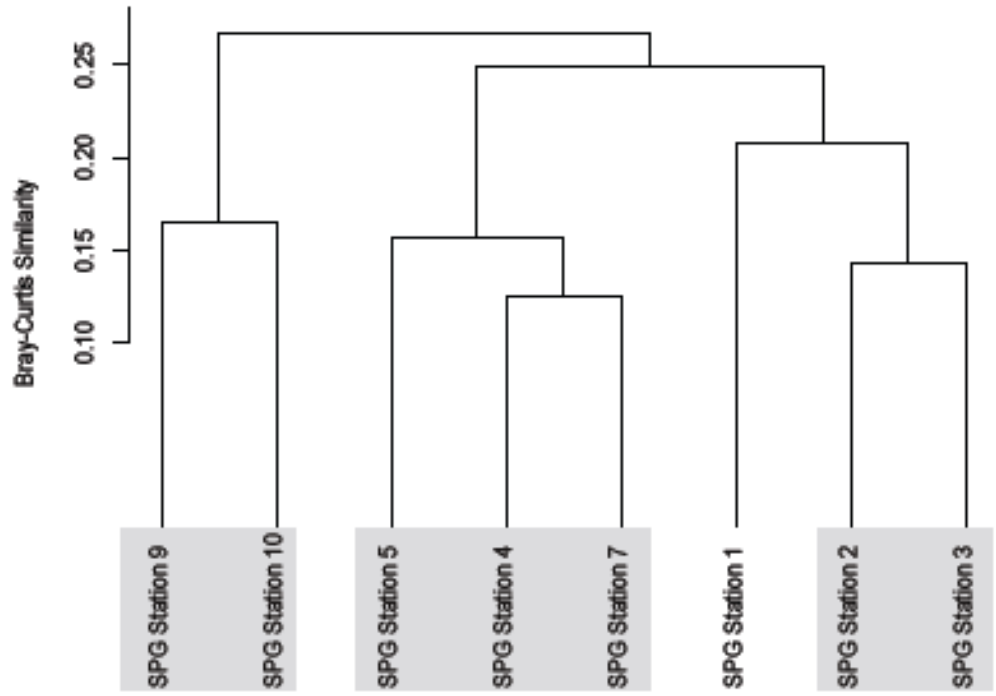 Bray-Curtis Similarity
0.25
0.20
0.15
0.10
SPG Station 9
SPG Station 10
SPG Station 5
SPG Station 4
SPG Station 7
SPG Station 1
SPG Station 2
SPG Station 3